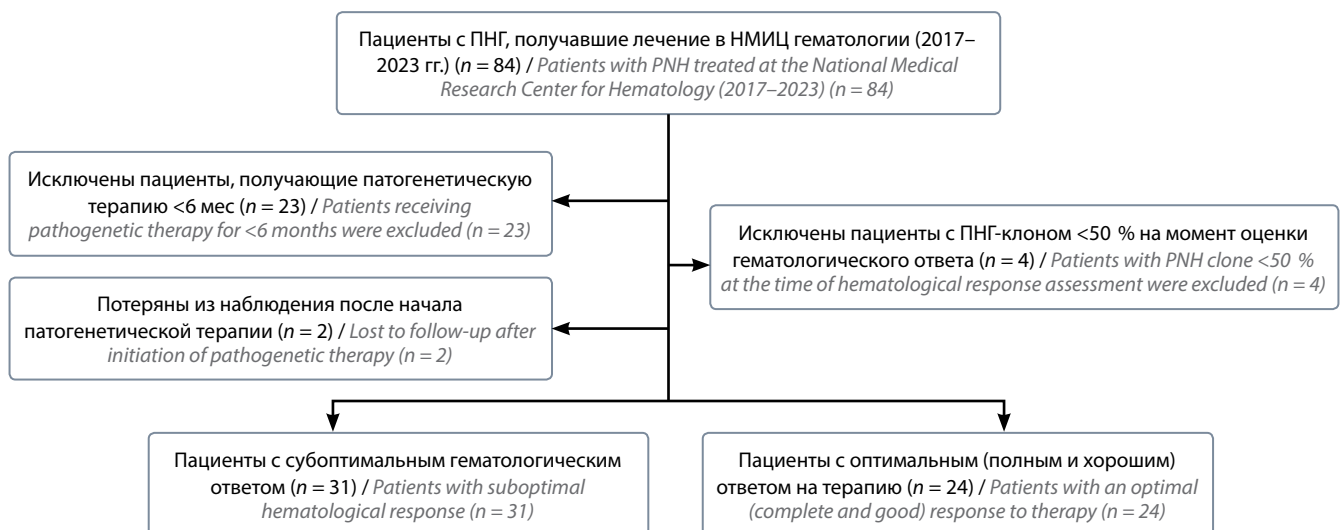 Пациенты с ПНГ, получавшие лечение в НМИЦ гематологии (2017–
2023 гг.) (n = 84) / Patients with PNH treated at the National Medical
Research Center for Hematology (2017–2023) (n = 84)
Исключены пациенты, получающие патогенетическую
терапию <6 мес (n = 23) / Patients receiving
pathogenetic therapy for <6 months were excluded (n = 23)
Исключены пациенты с ПНГ-клоном <50 % на момент оценки
гематологического ответа (n = 4) / Patients with PNH clone <50 %
at the time of hematological response assessment were excluded (n = 4)
Потеряны из наблюдения после начала
патогенетической терапии (n = 2) / Lost to follow-up after
initiation of pathogenetic therapy (n = 2)
Пациенты с субоптимальным гематологическим
ответом (n = 31) / Patients with suboptimal
hematological response (n = 31)
Пациенты с оптимальным (полным и хорошим)
ответом на терапию (n = 24) / Patients with an optimal
(complete and good) response to therapy (n = 24)